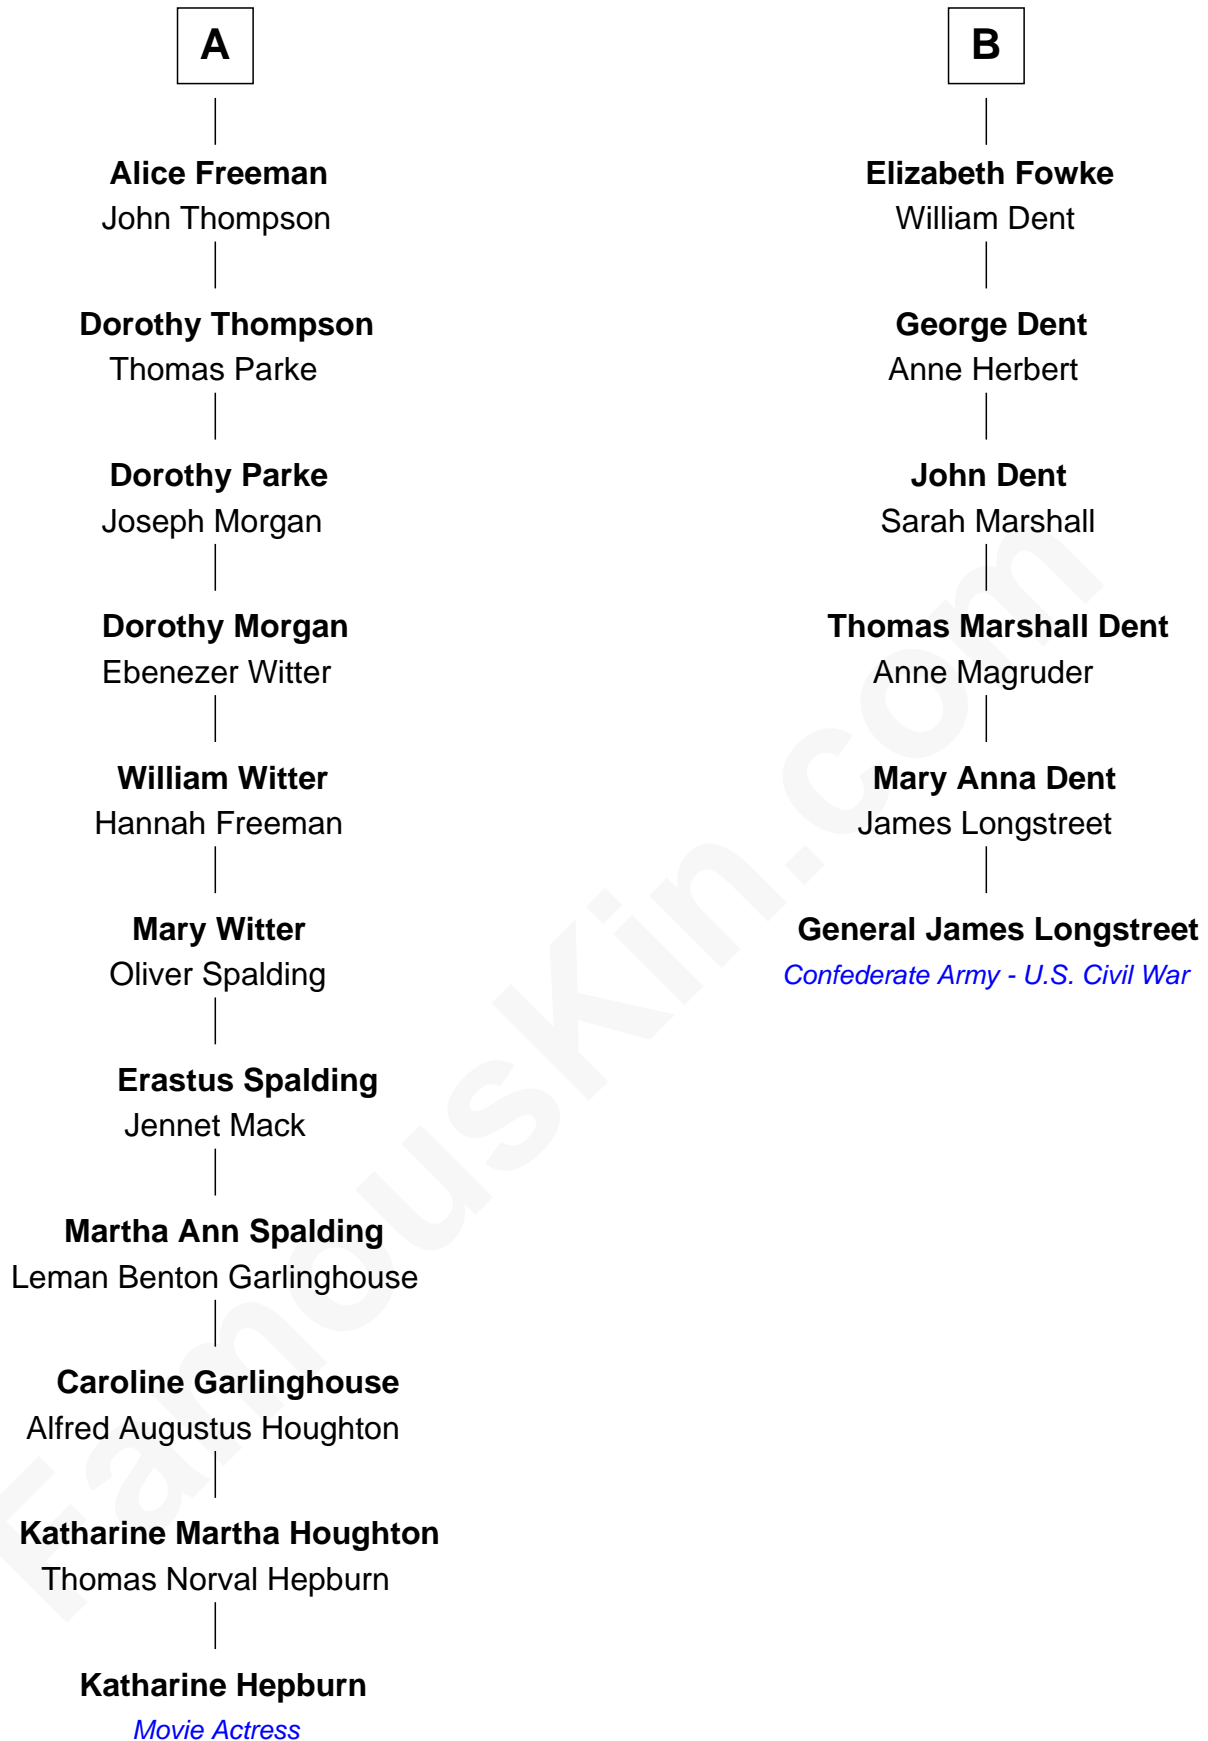 A
Alice Freeman
John Thompson
Dorothy Thompson
Thomas Parke
Dorothy Parke
Joseph Morgan
Dorothy Morgan
Ebenezer Witter
William Witter
Hannah Freeman
Mary Witter
Oliver Spalding
Erastus Spalding
Jennet Mack
Martha Ann Spalding
Leman Benton Garlinghouse
Caroline Garlinghouse
Alfred Augustus Houghton
Katharine Martha Houghton
Thomas Norval Hepburn
Katharine Hepburn
Movie Actress
B
Elizabeth Fowke
William Dent
George Dent
Anne Herbert
John Dent
Sarah Marshall
Thomas Marshall Dent
Anne Magruder
Mary Anna Dent
James Longstreet
General James Longstreet
Confederate Army - U.S. Civil War
FamousKin.com